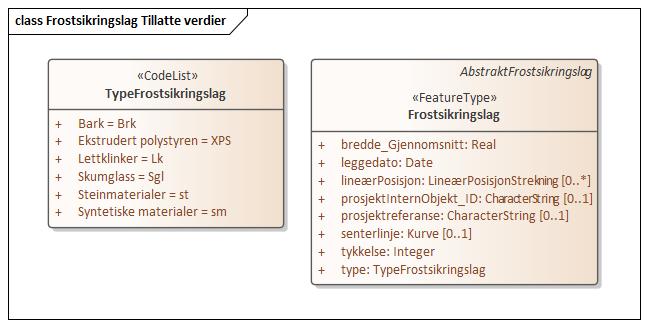 class Frostsikringslag Tillatte verdier
«CodeList»
TypeFrostsikringslag
+ Bark = Brk
+ Ekstrudert polystyren = XPS
+ Lettklinker = Lk
+ Skumglass = Sgl
+ Steinmaterialer = st
+ Syntetiske materialer = sm
AbstraktFrostsikringslag
«FeatureType»
Frostsikringslag
+ bredde_Gjennomsnitt: Real
+ leggedato: Date
+ lineærPosisjon: LineærPosisjonStrekning [0..*]
+ prosjektInternObjekt_ID: CharacterString [0..1]
+ prosjektreferanse: CharacterString [0..1]
+ senterlinje: Kurve [0..1]
+ tykkelse: Integer
+ type: TypeFrostsikringslag